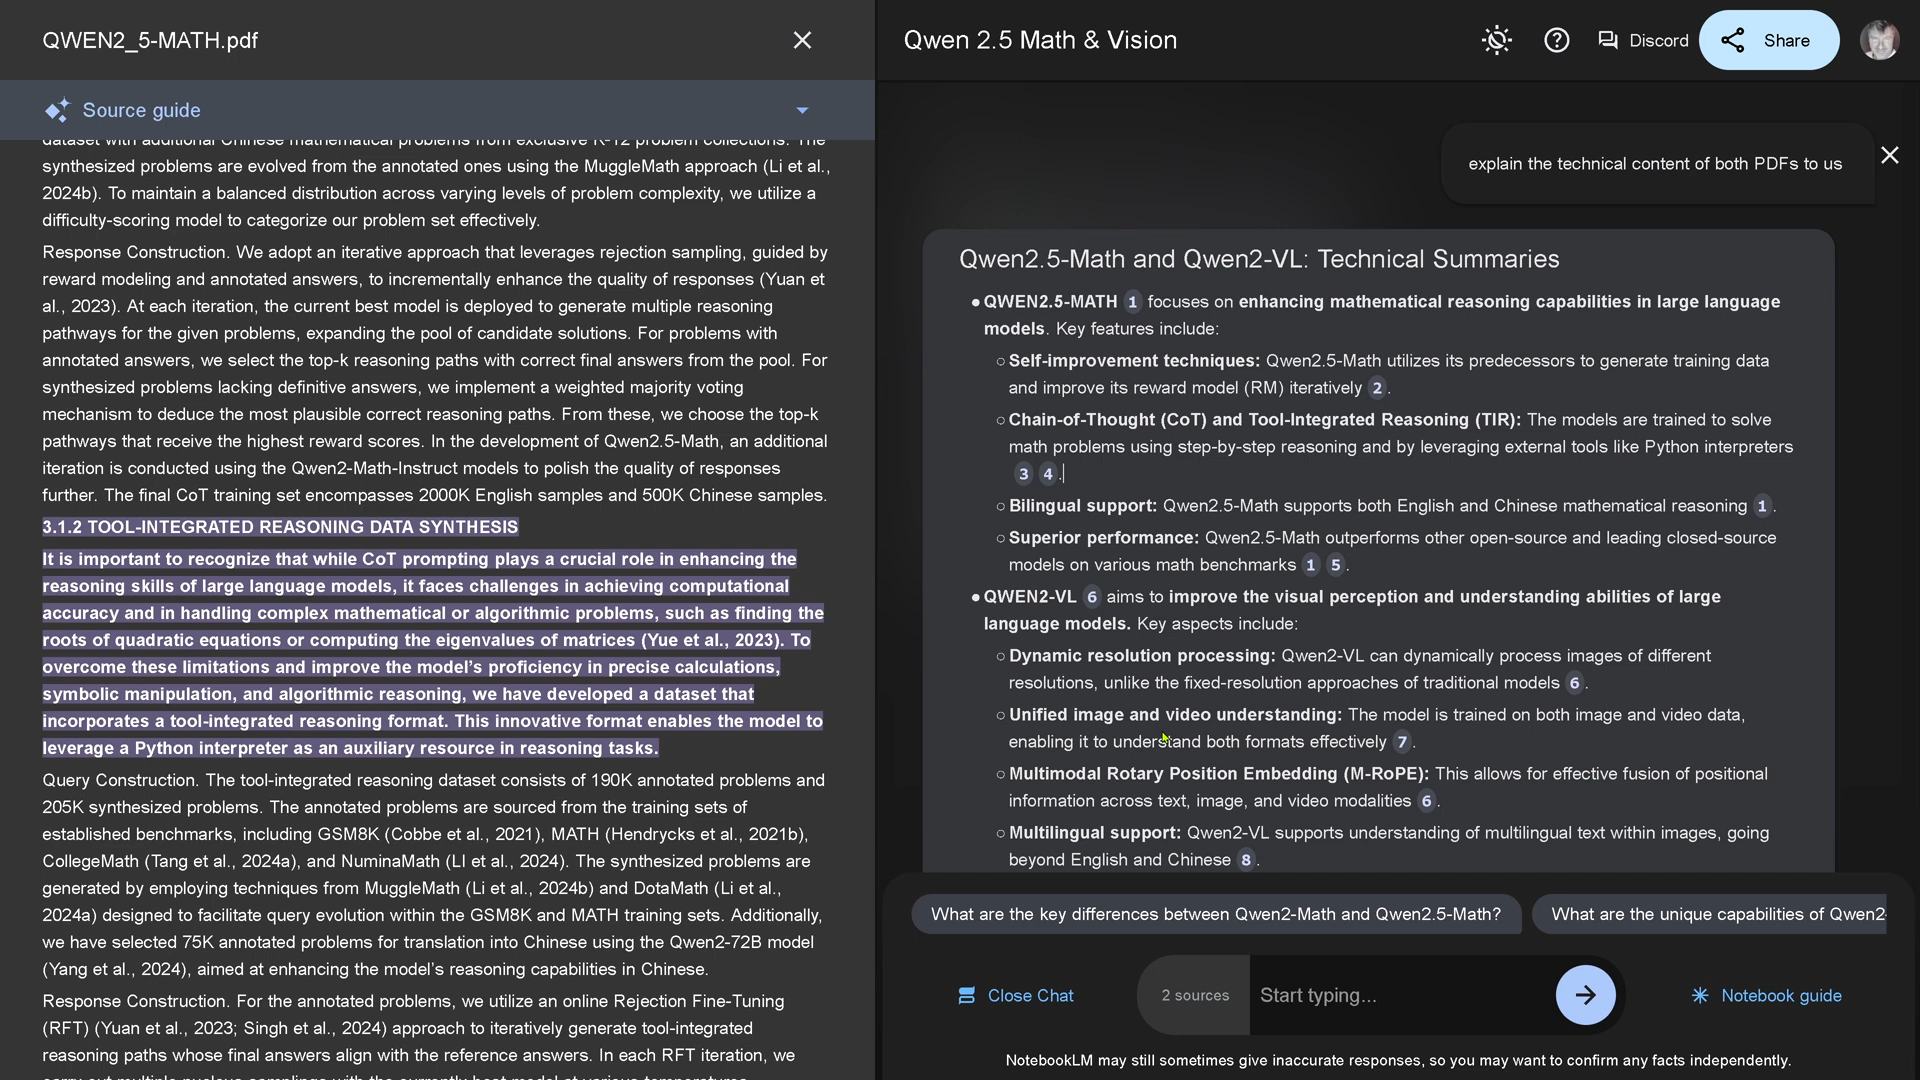 QWEN2_5-MATH.pdf
Source guide
dataset with additional Chinese mathematical problems from exclusive K-12 problem collections. The
synthesized problems are evolved from the annotated ones using the MuggleMath approach (Li et al.,
2024b). To maintain a balanced distribution across varying levels of problem complexity, we utilize a
difficulty-scoring model to categorize our problem set effectively.
Response Construction. We adopt an iterative approach that leverages rejection sampling, guided by
reward modeling and annotated answers, to incrementally enhance the quality of responses (Yuan et
al., 2023). At each iteration, the current best model is deployed to generate multiple reasoning
pathways for the given problems, expanding the pool of candidate solutions. For problems with
annotated answers, we select the top-k reasoning paths with correct final answers from the pool. For
synthesized problems lacking definitive answers, we implement a weighted majority voting
mechanism to deduce the most plausible correct reasoning paths. From these, we choose the top-k
pathways that receive the highest reward scores. In the development of Qwen2.5-Math, an additional
iteration is conducted using the Qwen2-Math-Instruct models to polish the quality of responses
further. The final CoT training set encompasses 2000K English samples and 500K Chinese samples.
3.1.2 TOOL-INTEGRATED REASONING DATA SYNTHESIS
It is important to recognize that while CoT prompting plays a crucial role in enhancing the
reasoning skills of large language models, it faces challenges in achieving computational
accuracy and in handling complex mathematical or algorithmic problems, such as finding the
roots of quadratic equations or computing the eigenvalues of matrices (Yue et al., 2023). To
overcome these limitations and improve the model's proficiency in precise calculations,
symbolic manipulation, and algorithmic reasoning, we have developed a dataset that
incorporates a tool-integrated reasoning format. This innovative format enables the model to
leverage a Python interpreter as an auxiliary resource in reasoning tasks.
Query Construction. The tool-integrated reasoning dataset consists of 190K annotated problems and
205K synthesized problems. The annotated problems are sourced from the training sets of
established benchmarks, including GSM8K (Cobbe et al., 2021), MATH (Hendrycks et al., 2021b),
CollegeMath (Tang et al., 2024a), and NuminaMath (LI et al., 2024). The synthesized problems are
generated by employing techniques from MuggleMath (Li et al., 2024b) and DotaMath (Li et al.,
2024a) designed to facilitate query evolution within the GSM8K and MATH training sets. Additionally,
we have selected 75K annotated problems for translation into Chinese using the Qwen2-72B model
(Yang et al., 2024), aimed at enhancing the model's reasoning capabilities in Chinese.
Response Construction. For the annotated problems, we utilize an online Rejection Fine-Tuning
(RFT) (Yuan et al., 2023; Singh et al., 2024) approach to iteratively generate tool-integrated
reasoning paths whose final answers align with the reference answers. In each RFT iteration, we
Qwen 2.5 Math & Vision
Discord
Share
explain the technical content of both PDFs to us
Qwen2.5-Math and Qwen2-VL: Technical Summaries
● QWEN2.5-MATH 1 focuses on enhancing mathematical reasoning capabilities in large language
models. Key features include:
○ Self-improvement techniques: Qwen2.5-Math utilizes its predecessors to generate training data
and improve its reward model (RM) iteratively 2.
○ Chain-of-Thought (CoT) and Tool-Integrated Reasoning (TIR): The models are trained to solve
math problems using step-by-step reasoning and by leveraging external tools like Python interpreters
3 4.
○ Bilingual support: Qwen2.5-Math supports both English and Chinese mathematical reasoning 1.
○ Superior performance: Qwen2.5-Math outperforms other open-source and leading closed-source
models on various math benchmarks 1 5.
● QWEN2-VL 6 aims to improve the visual perception and understanding abilities of large
language models. Key aspects include:
○ Dynamic resolution processing: Qwen2-VL can dynamically process images of different
resolutions, unlike the fixed-resolution approaches of traditional models 6.
○ Unified image and video understanding: The model is trained on both image and video data,
enabling it to understand both formats effectively 7.
○ Multimodal Rotary Position Embedding (M-RoPE): This allows for effective fusion of positional
information across text, image, and video modalities 6.
○ Multilingual support: Qwen2-VL supports understanding of multilingual text within images, going
beyond English and Chinese 8.
What are the key differences between Qwen2-Math and Qwen2.5-Math?
What are the unique capabilities of Qwen2-
Close Chat
2 sources
Start typing...
Notebook guide
NotebookLM may still sometimes give inaccurate responses, so you may want to confirm any facts independently.